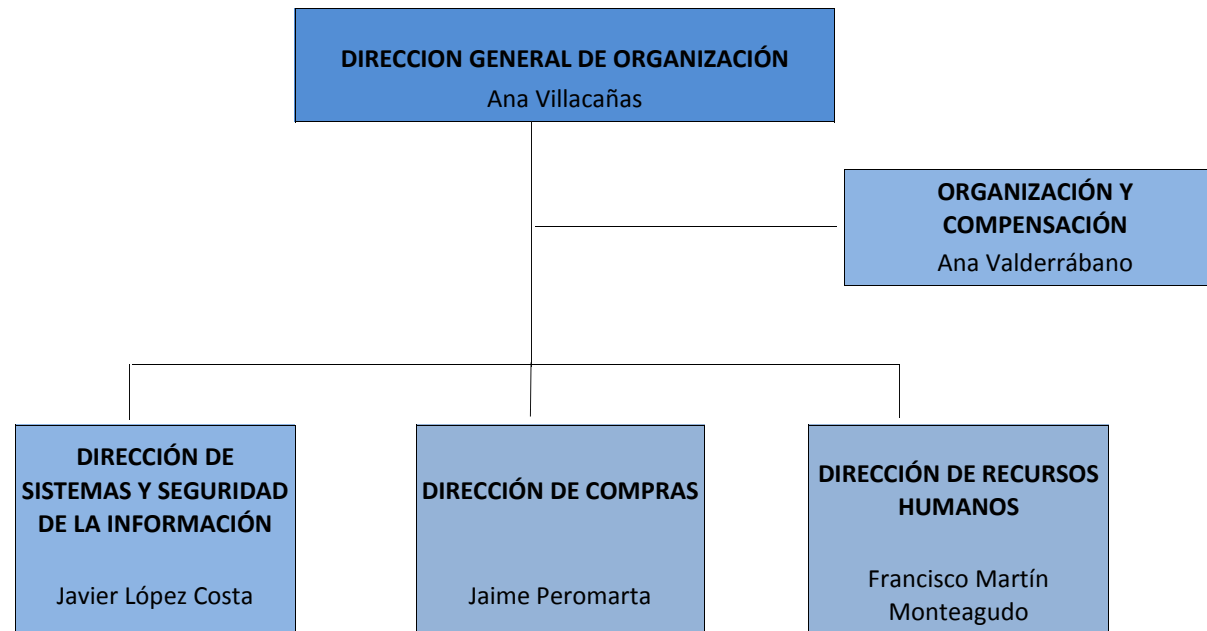 DIRECCION GENERAL DE ORGANIZACIÓN
Ana Villacañas
ORGANIZACIÓN Y
COMPENSACIÓN
Ana Valderrábano
DIRECCIÓN DE
SISTEMAS Y SEGURIDAD
DE LA INFORMACIÓN
Javier López Costa
DIRECCIÓN DE COMPRAS
Jaime Peromarta
DIRECCIÓN DE RECURSOS
HUMANOS
Francisco Martín
Monteagudo